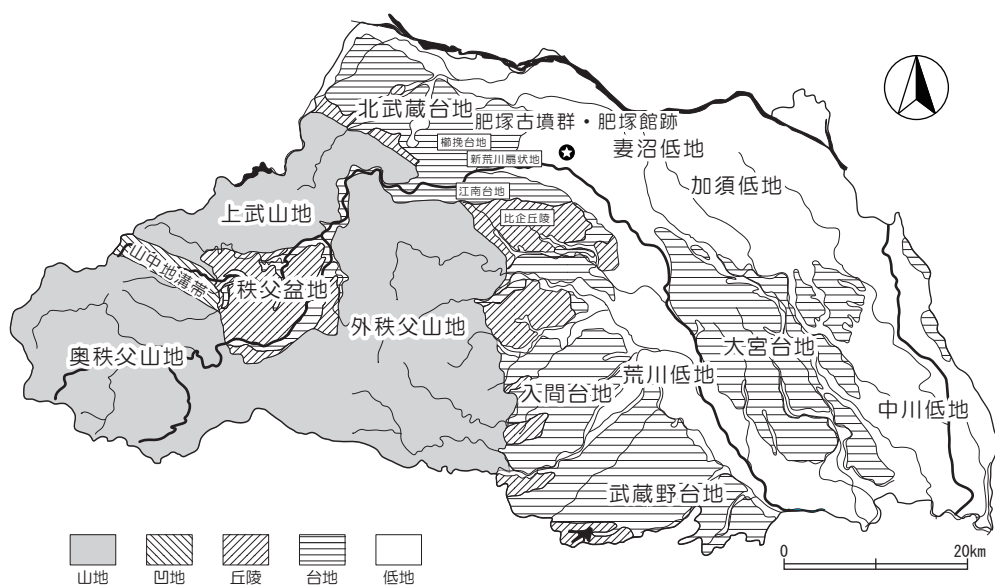 北武蔵台地
肥塚古墳群・肥塚館跡
櫛挽台地
妻沼低地
新荒川扇状地
加須低地
江南台地
上武山地
比企丘陵
山中地溝帯
秩父盆地
外秩父山地
奥秩父山地
大宮台地
荒川低地
入間台地
中川低地
武蔵野台地
山地
凹地
丘陵
台地
低地
0
20km